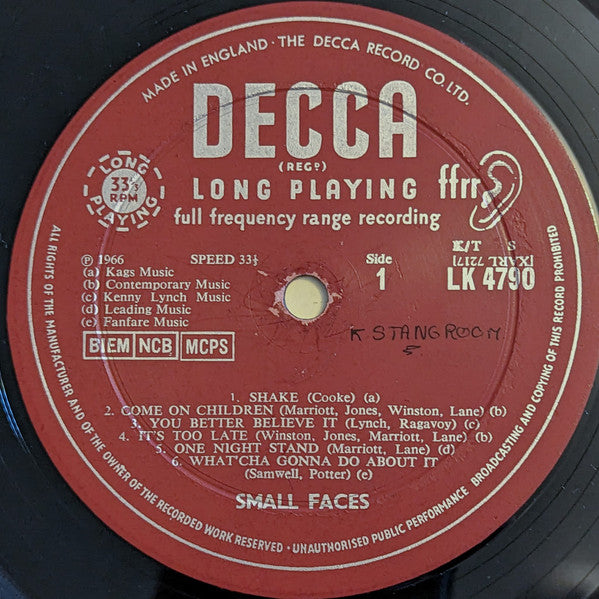 MADE IN ENGLAND · THE DECCA RECORD CO. LTD.
DECCA
(REGD)
LONG PLAYING
33⅓
RPM
LONG PLAYING ffrr
full frequency range recording
℗ 1966
SPEED 33⅓
Side
1
K/T S
[XARL 7217]
LK 4790
(a) Kags Music
(b) Contemporary Music
(c) Kenny Lynch Music
(d) Leading Music
(e) Fanfare Music
BIEM NCB MCPS
K STANGROOM
1. SHAKE (Cooke) (a)
2. COME ON CHILDREN (Marriott, Jones, Winston, Lane) (b)
3. YOU BETTER BELIEVE IT (Lynch, Ragavoy) (c)
4. IT'S TOO LATE (Winston, Jones, Marriott, Lane) (b)
5. ONE NIGHT STAND (Marriott, Lane) (d)
6. WHAT'CHA GONNA DO ABOUT IT
(Samwell, Potter) (e)
SMALL FACES
ALL RIGHTS OF THE MANUFACTURER AND OF THE OWNER OF THE RECORDED WORK RESERVED · UNAUTHORISED PUBLIC PERFORMANCE BROADCASTING AND COPYING OF THIS RECORD PROHIBITED